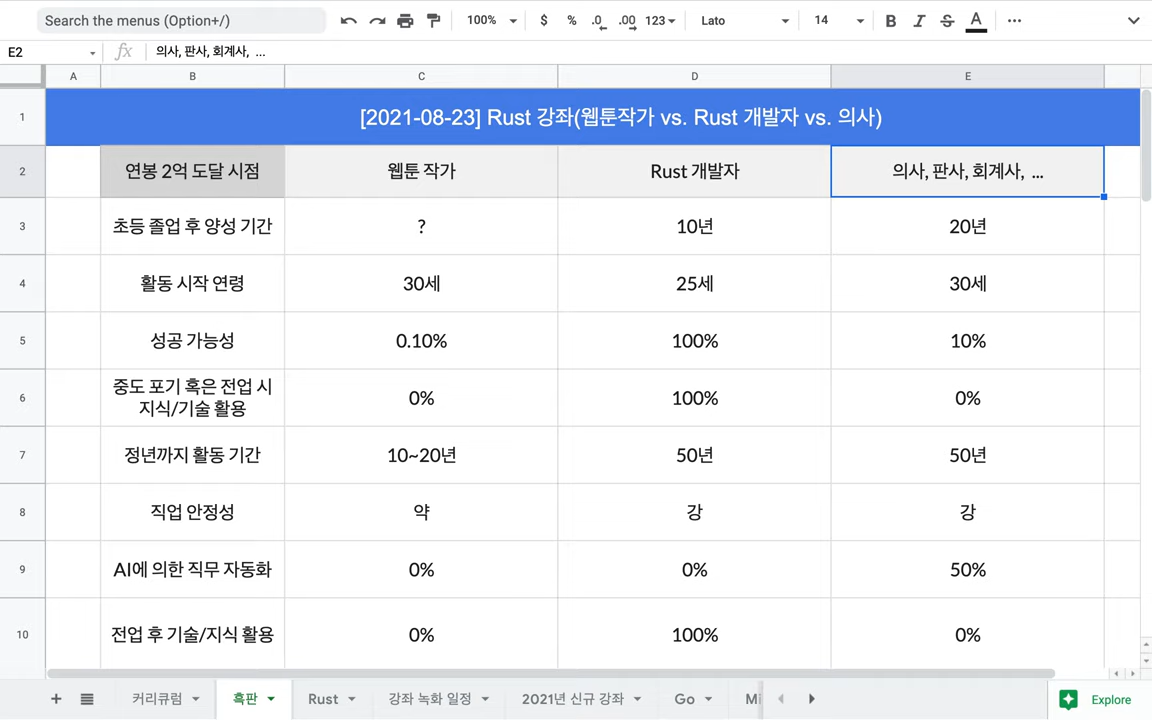 Search the menus (Option+/)
100%
$ % .0 .00 123
Lato
14
B I S A
E2
fx
의사, 판사, 회계사, ...
A B C D E
1 [2021-08-23] Rust 강좌(웹툰작가 vs. Rust 개발자 vs. 의사)
2 연봉 2억 도달 시점 웹툰 작가 Rust 개발자 의사, 판사, 회계사, ...
3 초등 졸업 후 양성 기간 ? 10년 20년
4 활동 시작 연령 30세 25세 30세
5 성공 가능성 0.10% 100% 10%
6 중도 포기 혹은 전업 시
지식/기술 활용 0% 100% 0%
7 정년까지 활동 기간 10~20년 50년 50년
8 직업 안정성 약 강 강
9 AI에 의한 직무 자동화 0% 0% 50%
10 전업 후 기술/지식 활용 0% 100% 0%
커리큐럼 흑판 Rust 강좌 녹화 일정 2021년 신규 강좌 Go Mi
Explore